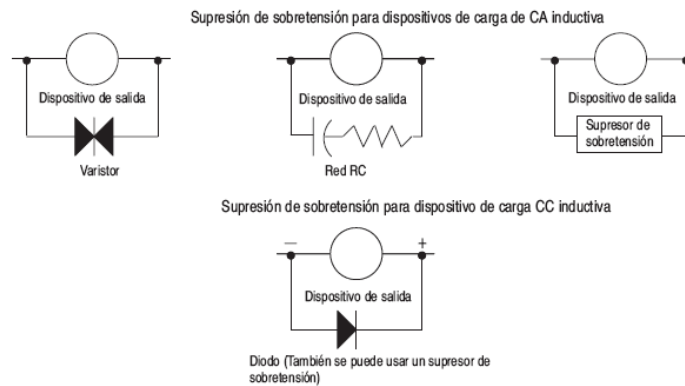 Supresión de sobretensión para dispositivos de carga de CA inductiva
Dispositivo de salida
Varistor
Dispositivo de salida
Red RC
Dispositivo de salida
Supresor de
sobretensión
Supresión de sobretensión para dispositivo de carga CC inductiva
— +
Dispositivo de salida
Diodo (También se puede usar un supresor de
sobretensión)